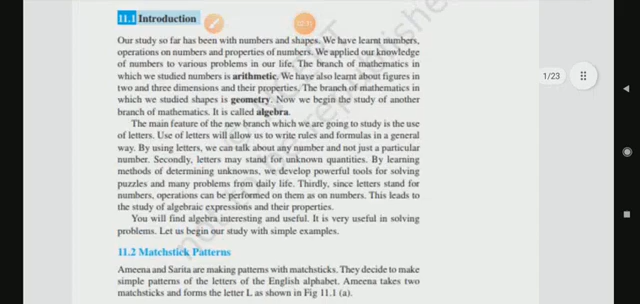 11.1 Introduction
Our study so far has been with numbers and shapes. We have learnt numbers,
operations on numbers and properties of numbers. We applied our knowledge
of numbers to various problems in our life. The branch of mathematics in
which we studied numbers is arithmetic. We have also learnt about figures in
two and three dimensions and their properties. The branch of mathematics in
which we studied shapes is geometry. Now we begin the study of another
branch of mathematics. It is called algebra.
The main feature of the new branch which we are going to study is the use
of letters. Use of letters will allow us to write rules and formulas in a general
way. By using letters, we can talk about any number and not just a particular
number. Secondly, letters may stand for unknown quantities. By learning
methods of determining unknowns, we develop powerful tools for solving
puzzles and many problems from daily life. Thirdly, since letters stand for
numbers, operations can be performed on them as on numbers. This leads to
the study of algebraic expressions and their properties.
You will find algebra interesting and useful. It is very useful in solving
problems. Let us begin our study with simple examples.
11.2 Matchstick Patterns
Ameena and Sarita are making patterns with matchsticks. They decide to make
simple patterns of the letters of the English alphabet. Ameena takes two
matchsticks and forms the letter L as shown in Fig 11.1 (a).
1/23